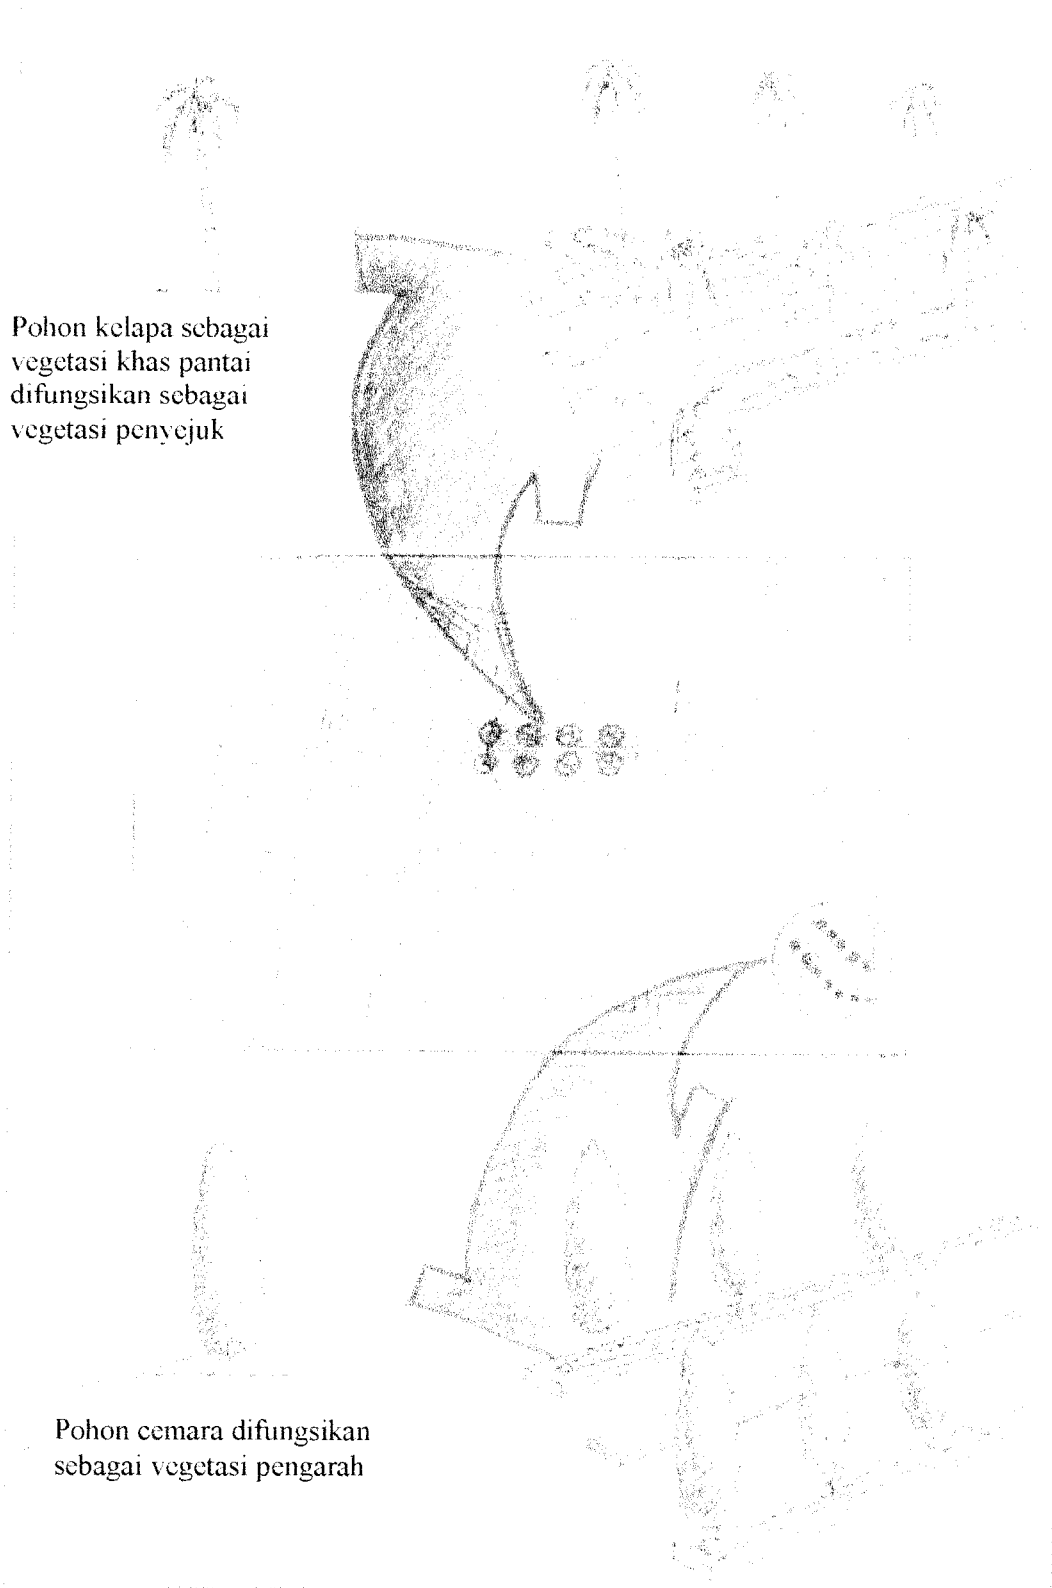 Pohon kelapa sebagai
vegetasi khas pantai
difungsikan sebagai
vegetasi penyejuk
Pohon cemara difungsikan
sebagai vegetasi pengarah